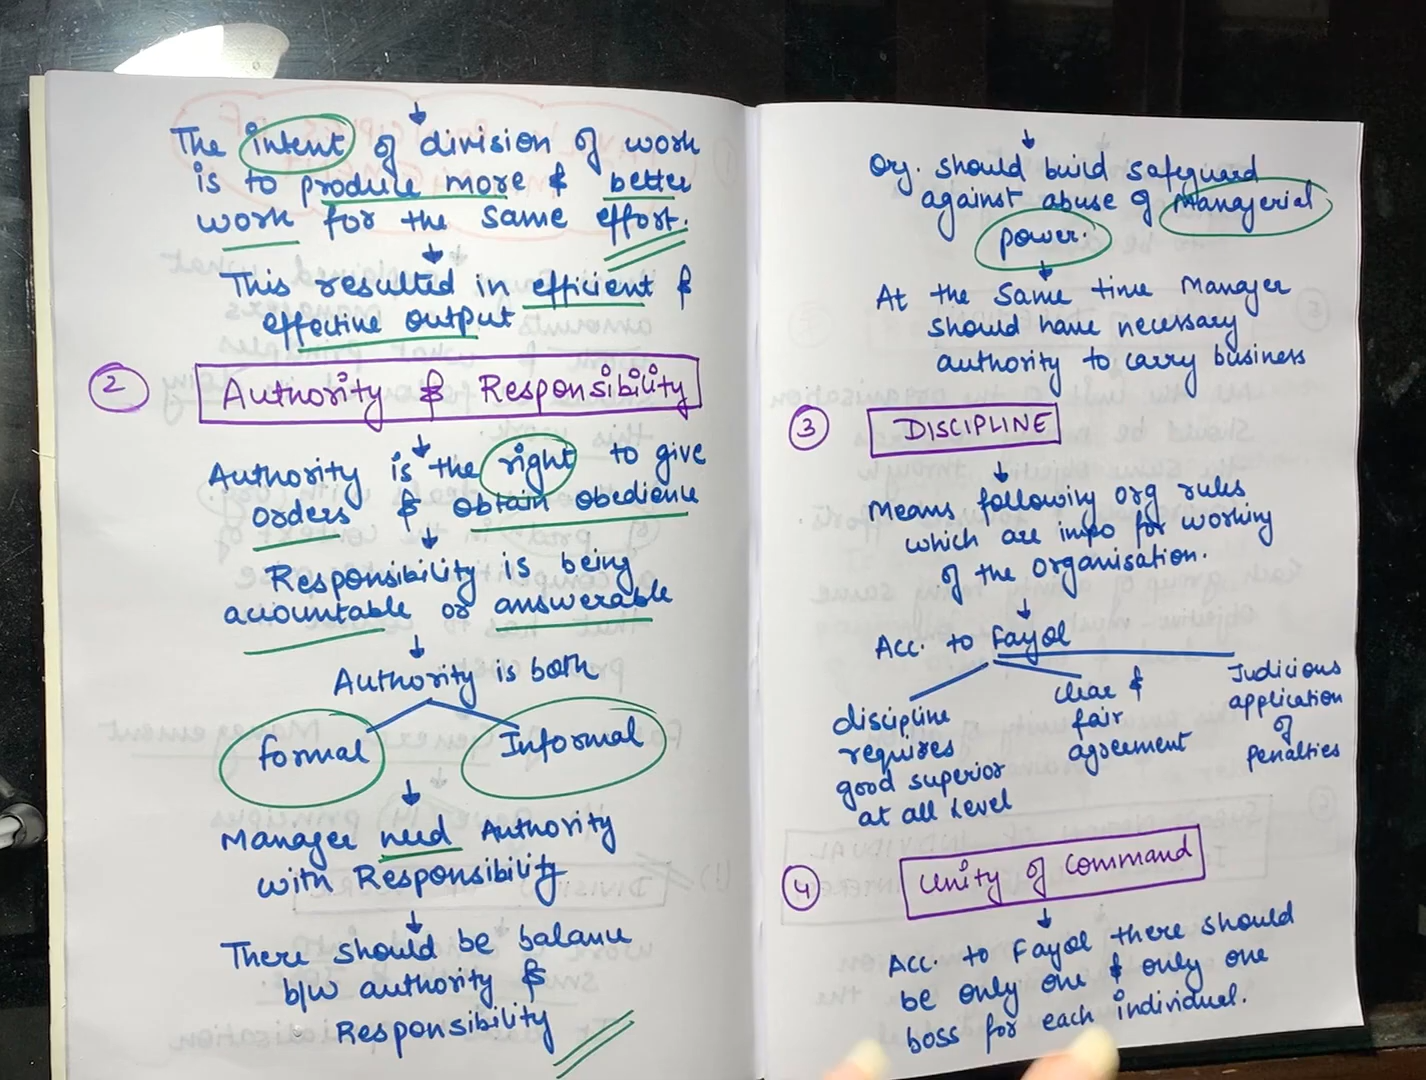 The intent of division of work
is to produce more & better
work for the same effort.
This resulted in efficient &
effective output
2 Authority & Responsibility
Authority is the right to give
orders & obtain obedience
Responsibility is being
accountable or answerable
Authority is both
formal Informal
Manager need Authority
with Responsibility
There should be balance
b/w authority &
Responsibility
Org. should build safeguard
against abuse of Managerial
power.
At the same time Manager
should have necessary
authority to carry business
3 DISCIPLINE
Means following org rules
which are impo for working
of the organisation.
Acc. to Fayol
discipline
requires
good superior
at all level
clear &
fair
agreement
Judicious
application
of
penalties
4 Unity of Command
Acc. to Fayol there should
be only one & only one
boss for each individual.